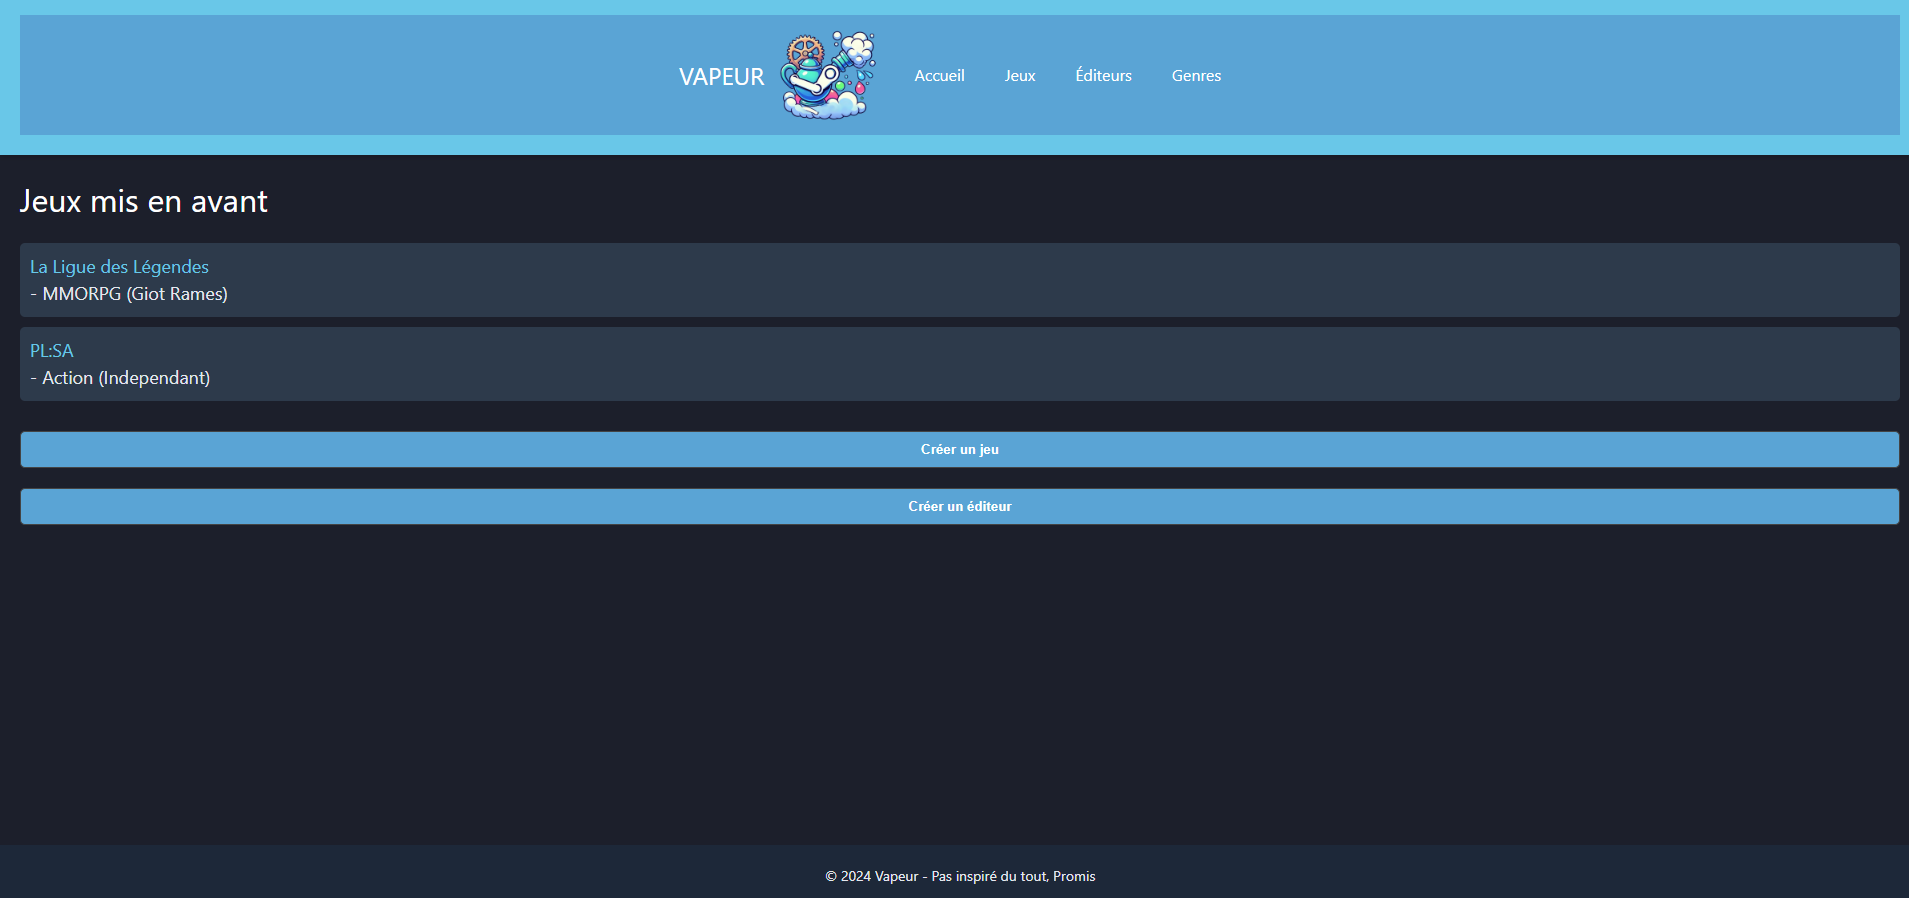 VAPEUR
Accueil Jeux Éditeurs Genres
Jeux mis en avant
La Ligue des Légendes
- MMORPG (Giot Rames)
PL:SA
- Action (Independant)
Créer un jeu
Créer un éditeur
© 2024 Vapeur - Pas inspiré du tout, Promis